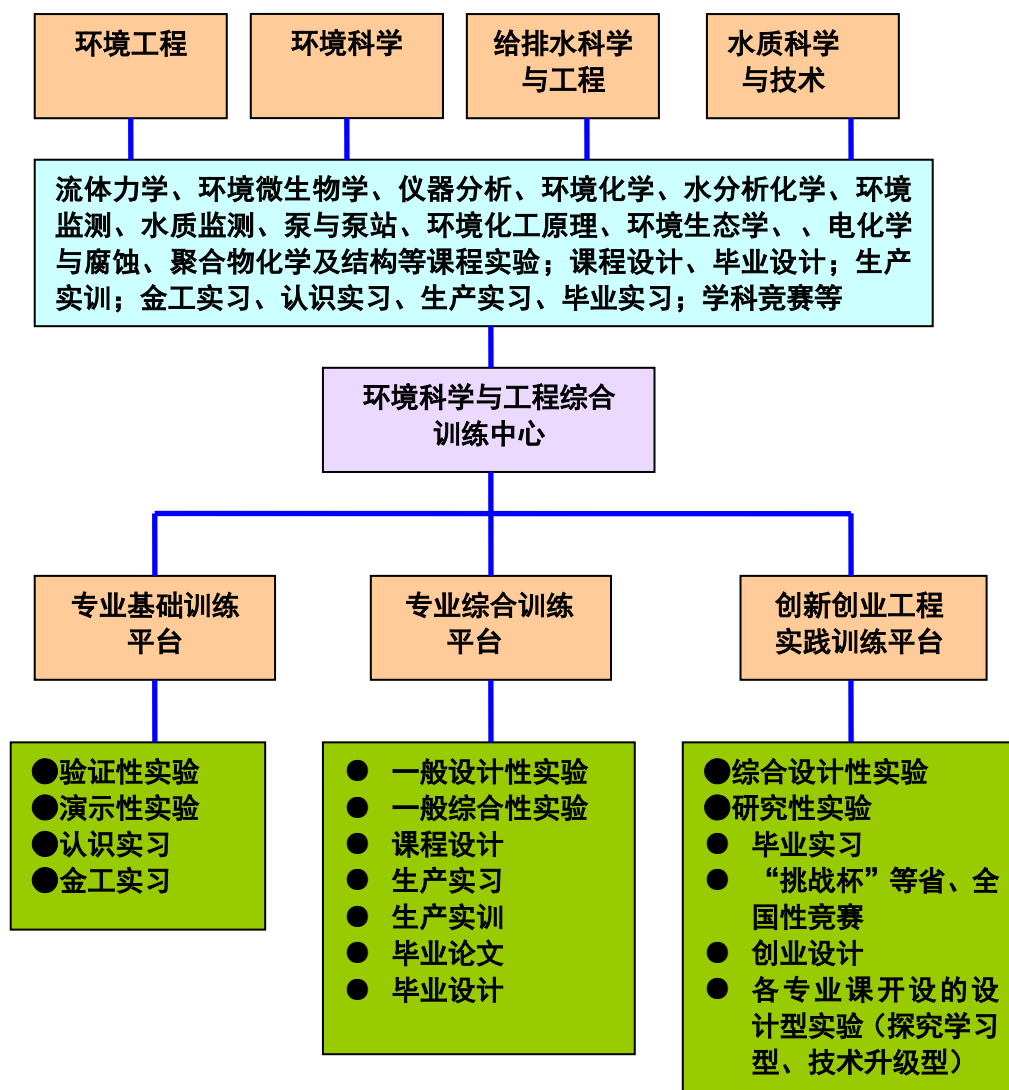 环境工程
环境科学
给排水科学
与工程
水质科学
与技术
流体力学、环境微生物学、仪器分析、环境化学、水分析化学、环境
监测、水质监测、泵与泵站、环境化工原理、环境生态学、、电化学
与腐蚀、聚合物化学及结构等课程实验；课程设计、毕业设计；生产
实训；金工实习、认识实习、生产实习、毕业实习；学科竞赛等
环境科学与工程综合
训练中心
专业基础训练
平台
专业综合训练
平台
创新创业工程
实践训练平台
●验证性实验
●演示性实验
●认识实习
●金工实习
● 一般设计性实验
● 一般综合性实验
● 课程设计
● 生产实习
● 生产实训
● 毕业论文
● 毕业设计
●综合设计性实验
●研究性实验
● 毕业实习
● “挑战杯”等省、全
国性竞赛
● 创业设计
● 各专业课开设的设
计型实验（探究学习
型、技术升级型）